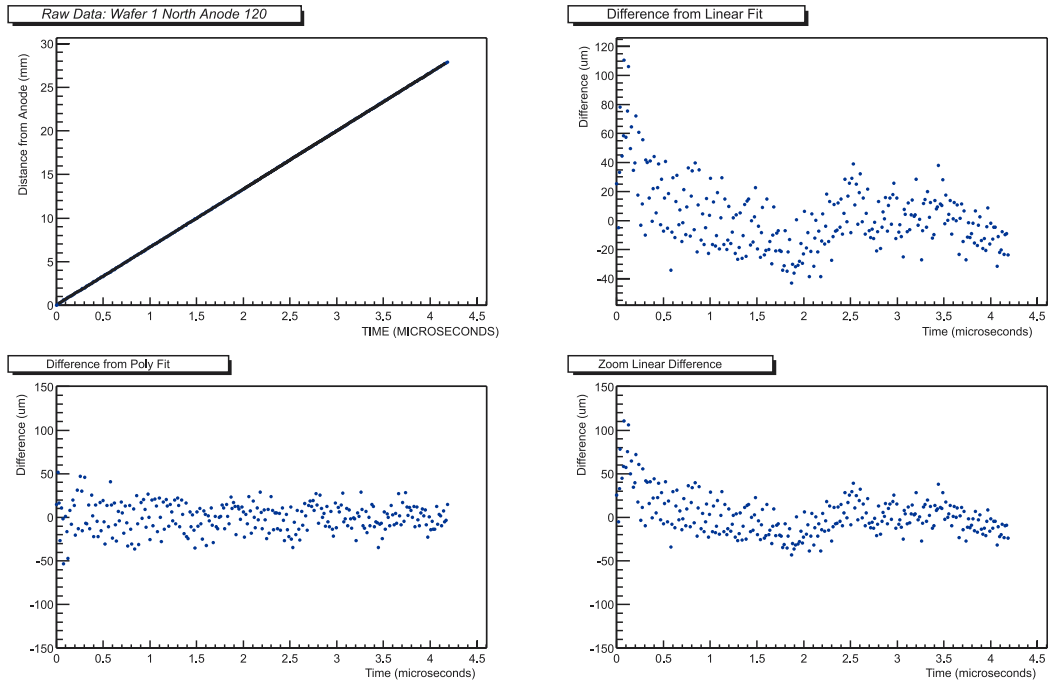 Raw Data: Wafer 1 North Anode 120
Distance from Anode (mm)
30
25
20
15
10
5
0
0 0.5 1 1.5 2 2.5 3 3.5 4 4.5
TIME (MICROSECONDS)
Difference from Linear Fit
Difference (um)
120
100
80
60
40
20
0
-20
-40
0 0.5 1 1.5 2 2.5 3 3.5 4 4.5
Time (microseconds)
Difference from Poly Fit
Difference (um)
150
100
50
0
-50
-100
-150
0 0.5 1 1.5 2 2.5 3 3.5 4 4.5
Time (microseconds)
Zoom Linear Difference
Difference (um)
150
100
50
0
-50
-100
-150
0 0.5 1 1.5 2 2.5 3 3.5 4 4.5
Time (microseconds)